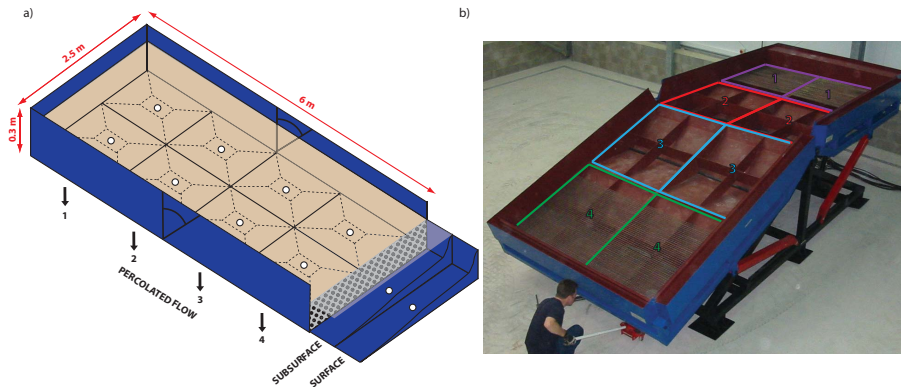 a)
2.5 m
6 m
0.3 m
1
2
3
4
PERCOLATED FLOW
SUBSURFACE
SURFACE
b)
1
1
2
2
3
3
4
4